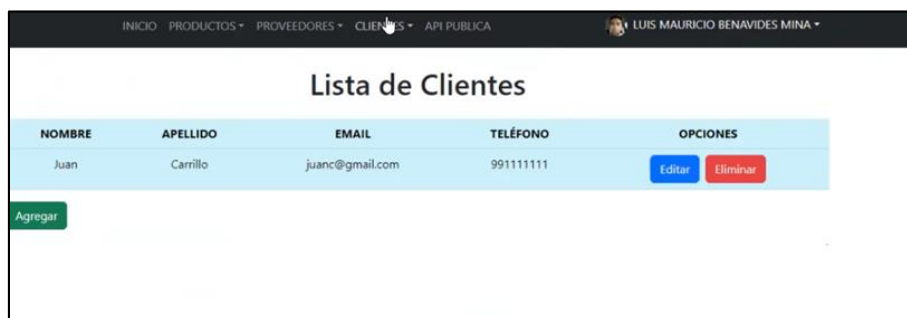 INICIO PRODUCTOS PROVEEDORES CLIENTES API PUBLICA LUIS MAURICIO BENAVIDES MINA
Lista de Clientes
NOMBRE APELLIDO EMAIL TELÉFONO OPCIONES
Juan Carrillo juanc@gmail.com 991111111 Editar Eliminar
Agregar